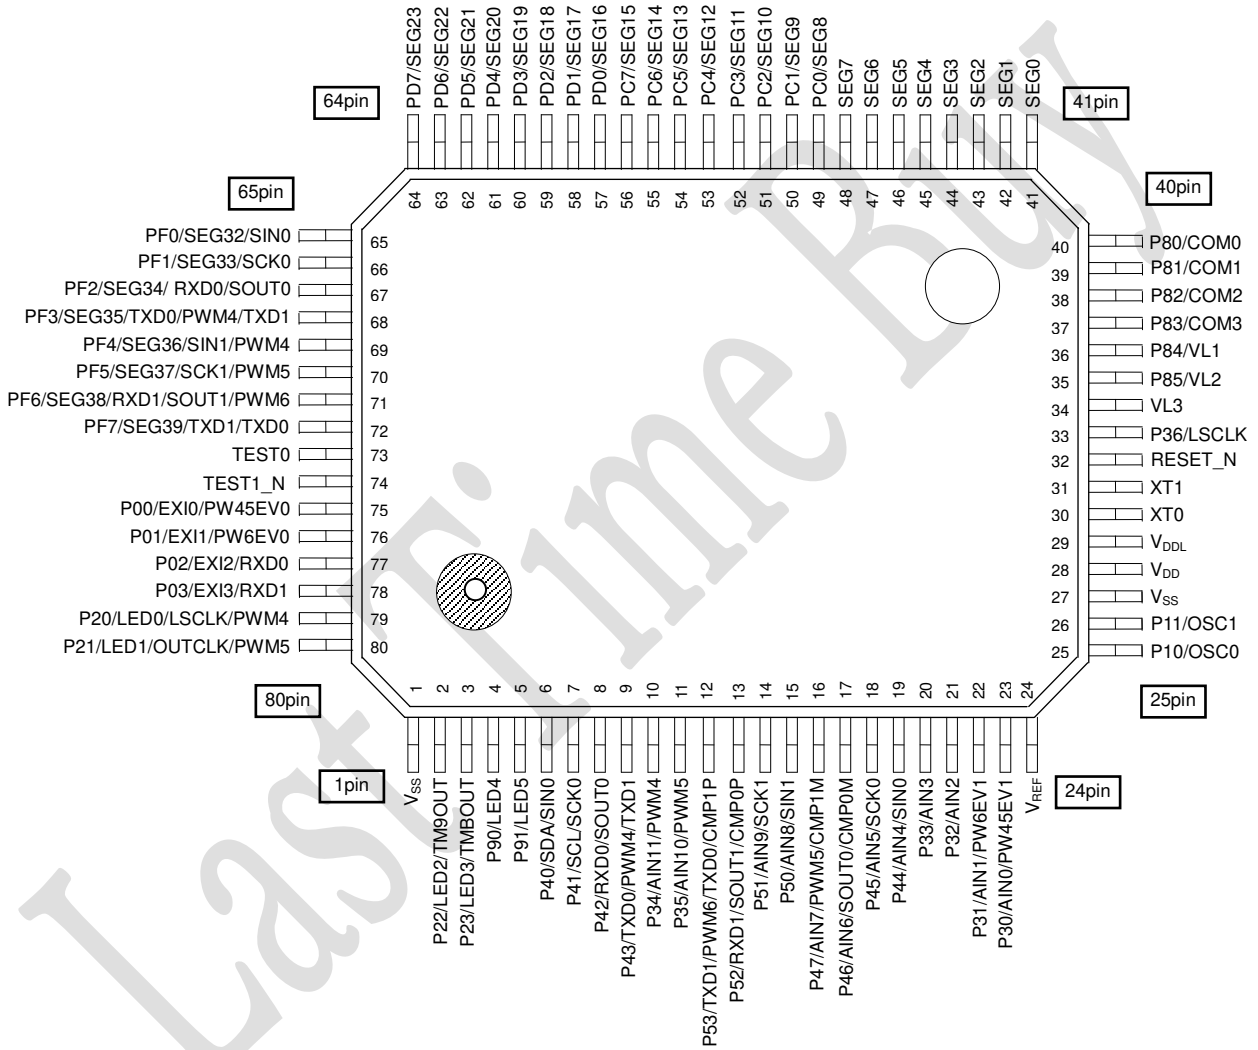 PD7/SEG23
PD6/SEG22
PD5/SEG21
PD4/SEG20
PD3/SEG19
PD2/SEG18
PD1/SEG17
PD0/SEG16
PC7/SEG15
PC6/SEG14
PC5/SEG13
PC4/SEG12
PC3/SEG11
PC2/SEG10
PC1/SEG9
PC0/SEG8
SEG7
SEG6
SEG5
SEG4
SEG3
SEG2
SEG1
SEG0
64pin
41pin
65pin
40pin
64
63
62
61
60
59
58
57
56
55
54
53
52
51
50
49
48
47
46
45
44
43
42
41
PF0/SEG32/SIN0 65
PF1/SEG33/SCK0 66
PF2/SEG34/ RXD0/SOUT0 67
PF3/SEG35/TXD0/PWM4/TXD1 68
PF4/SEG36/SIN1/PWM4 69
PF5/SEG37/SCK1/PWM5 70
PF6/SEG38/RXD1/SOUT1/PWM6 71
PF7/SEG39/TXD1/TXD0 72
TEST0 73
TEST1_N 74
P00/EXI0/PW45EV0 75
P01/EXI1/PW6EV0 76
P02/EXI2/RXD0 77
P03/EXI3/RXD1 78
P20/LED0/LSCLK/PWM4 79
P21/LED1/OUTCLK/PWM5 80
40 P80/COM0
39 P81/COM1
38 P82/COM2
37 P83/COM3
36 P84/VL1
35 P85/VL2
34 VL3
33 P36/LSCLK
32 RESET_N
31 XT1
30 XT0
29 VDDL
28 VDD
27 VSS
26 P11/OSC1
25 P10/OSC0
80pin
25pin
1
2
3
4
5
6
7
8
9
10
11
12
13
14
15
16
17
18
19
20
21
22
23
24
1pin
24pin
VSS
P22/LED2/TM9OUT
P23/LED3/TMBOUT
P90/LED4
P91/LED5
P40/SDA/SIN0
P41/SCL/SCK0
P42/RXD0/SOUT0
P43/TXD0/PWM4/TXD1
P34/AIN11/PWM4
P35/AIN10/PWM5
P53/TXD1/PWM6/TXD0/CMP1P
P52/RXD1/SOUT1/CMP0P
P51/AIN9/SCK1
P50/AIN8/SIN1
P47/AIN7/PWM5/CMP1M
P46/AIN6/SOUT0/CMP0M
P45/AIN5/SCK0
P44/AIN4/SIN0
P33/AIN3
P32/AIN2
P31/AIN1/PW6EV1
P30/AIN0/PW45EV1
VREF
Last Time Buy